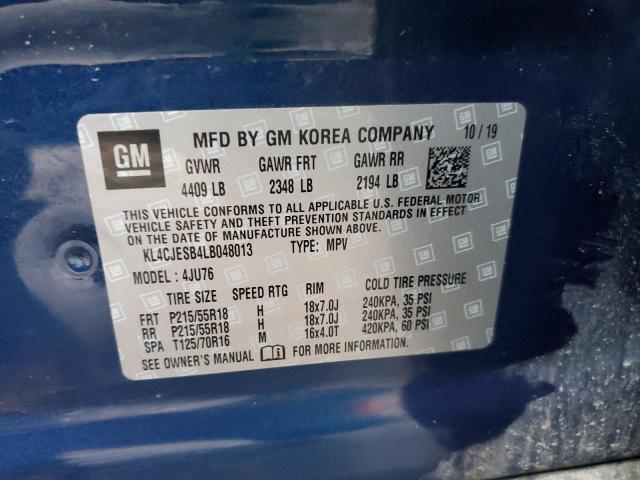 GM
MFD BY GM KOREA COMPANY 10/19
GVWR GAWR FRT GAWR RR
4409 LB 2348 LB 2194 LB
THIS VEHICLE CONFORMS TO ALL APPLICABLE U.S. FEDERAL MOTOR
VEHICLE SAFETY AND THEFT PREVENTION STANDARDS IN EFFECT
ON THE DATE OF MANUFACTURE SHOWN ABOVE.
KL4CJESB4LB048013 TYPE: MPV
MODEL : 4JU76
TIRE SIZE SPEED RTG RIM COLD TIRE PRESSURE
FRT P215/55R18 H 18x7.0J 240KPA, 35 PSI
RR P215/55R18 H 18x7.0J 240KPA, 35 PSI
SPA T125/70R16 M 16x4.0T 420KPA, 60 PSI
SEE OWNER'S MANUAL FOR MORE INFORMATION.